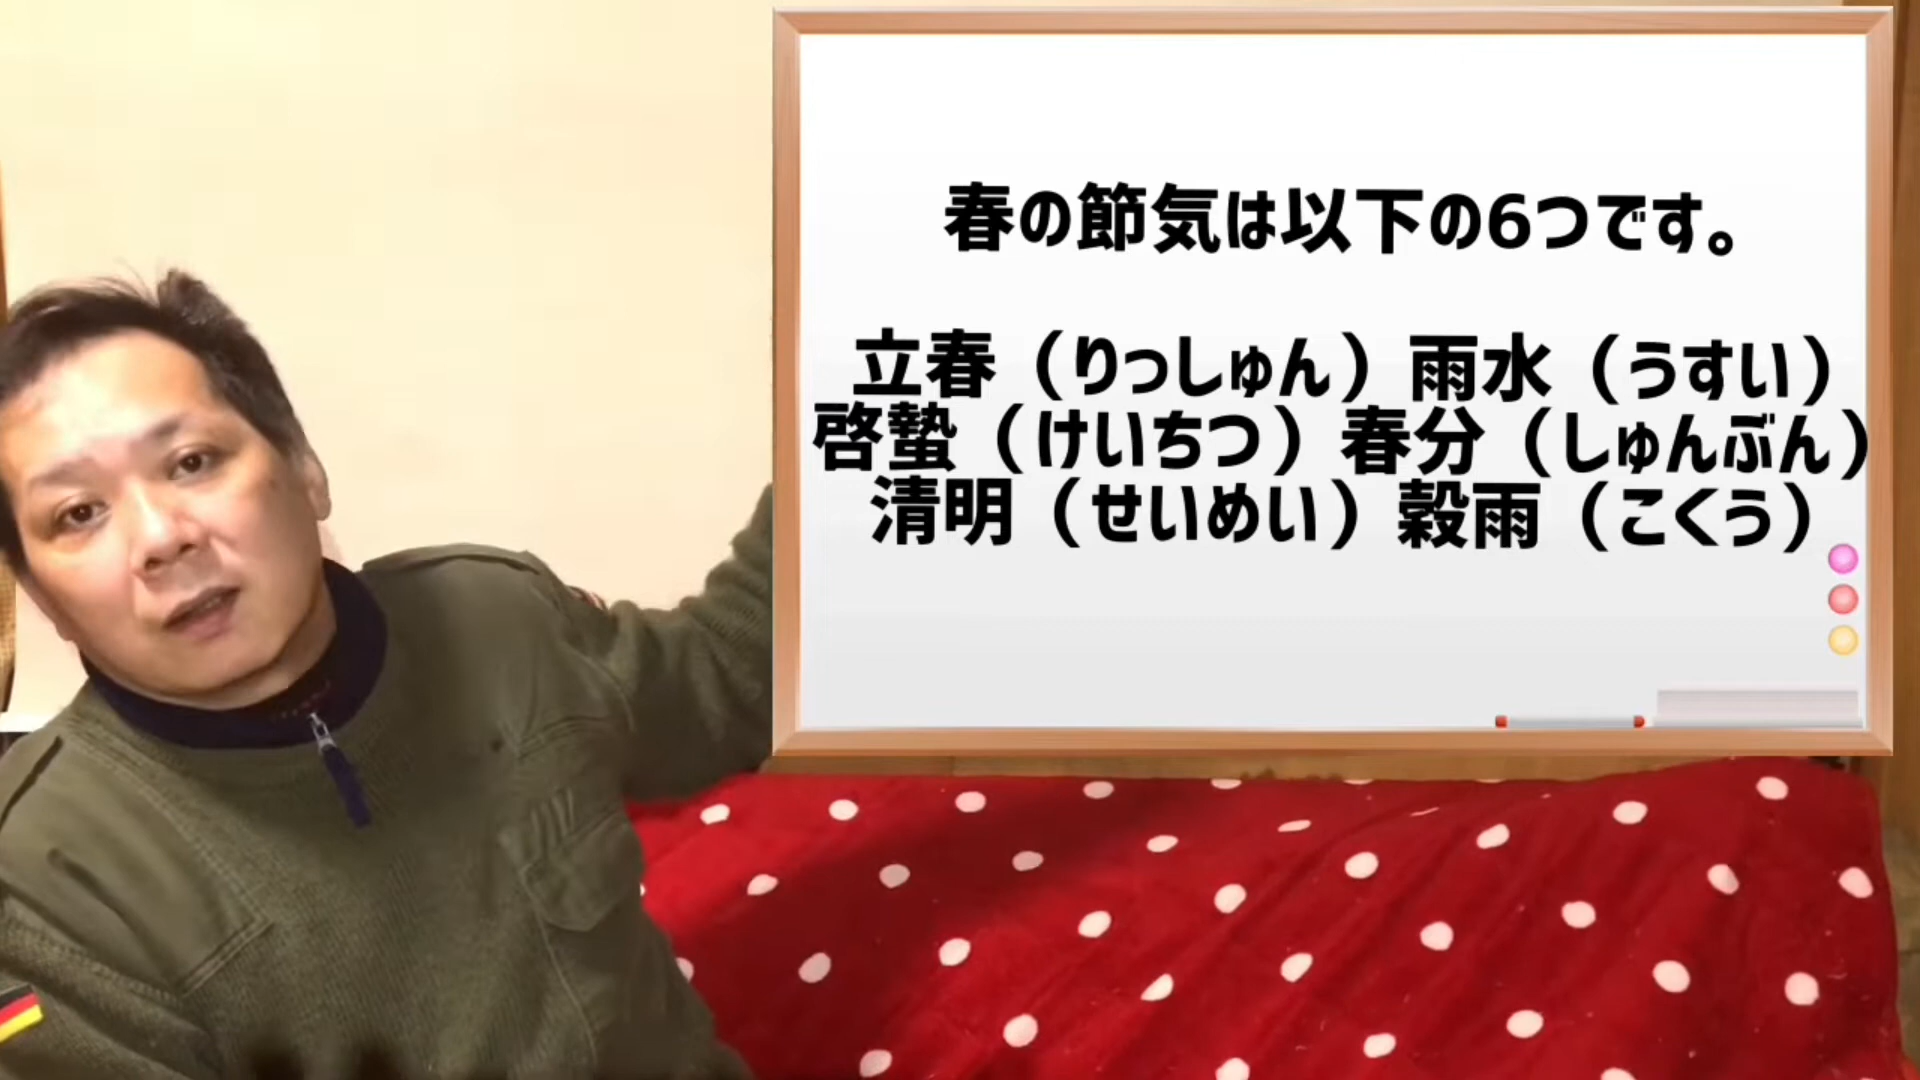 春の節気は以下の6つです。
立春（りっしゅん）雨水（うすい）
啓蟄（けいちつ）春分（しゅんぶん）
清明（せいめい）穀雨（こくう）